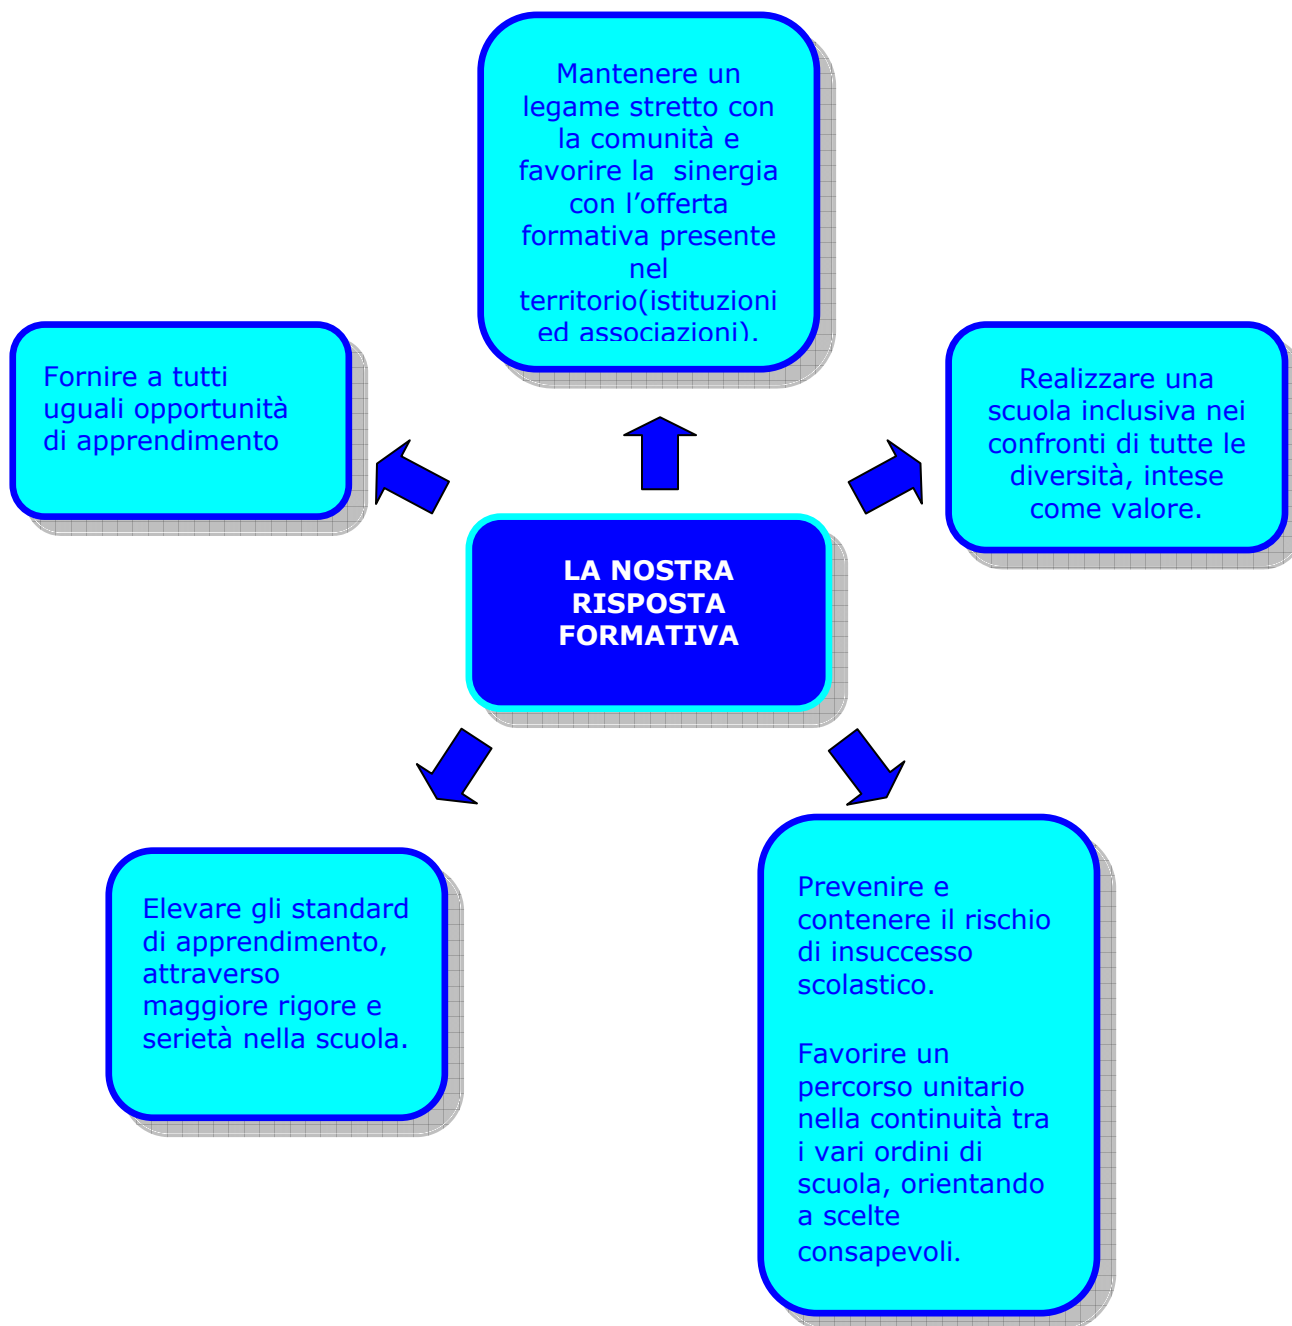 Mantenere un
legame stretto con
la comunità e
favorire la  sinergia
con l’offerta
formativa presente
nel
territorio(istituzioni
ed associazioni).
Fornire a tutti
uguali opportunità
di apprendimento
Realizzare una
scuola inclusiva nei
confronti di tutte le
diversità, intese
come valore.
LA NOSTRA
RISPOSTA
FORMATIVA
Elevare gli standard
di apprendimento,
attraverso
maggiore rigore e
serietà nella scuola.
Prevenire e
contenere il rischio
di insuccesso
scolastico.
Favorire un
percorso unitario
nella continuità tra
i vari ordini di
scuola, orientando
a scelte
consapevoli.